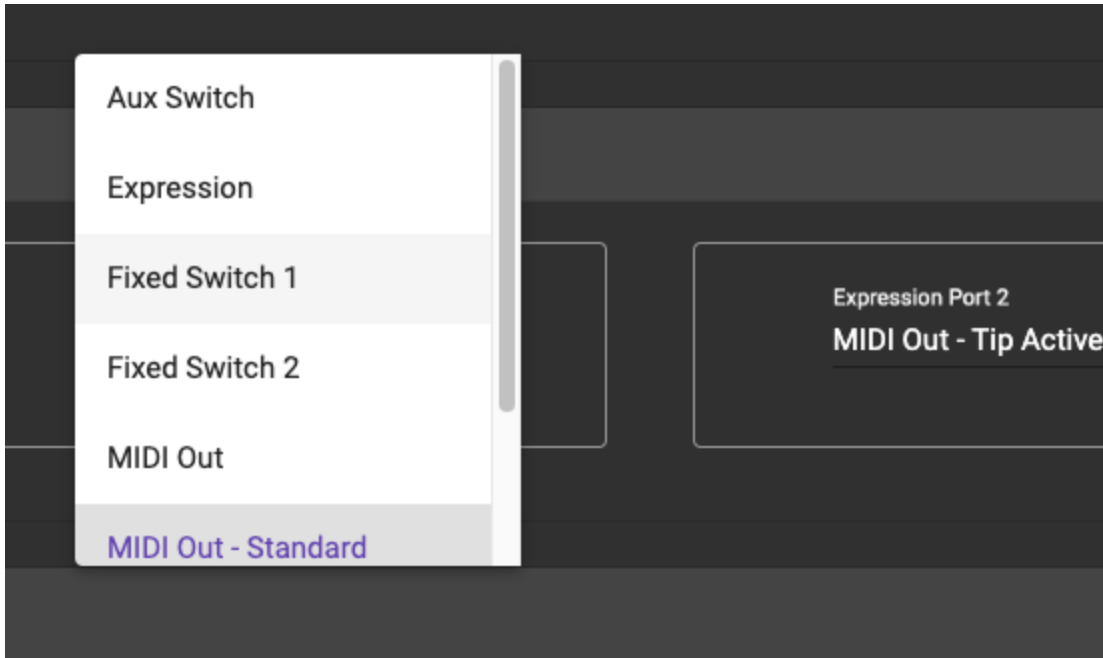 Aux Switch
Expression
Fixed Switch 1
Fixed Switch 2
MIDI Out
MIDI Out - Standard
Expression Port 2
MIDI Out - Tip Active